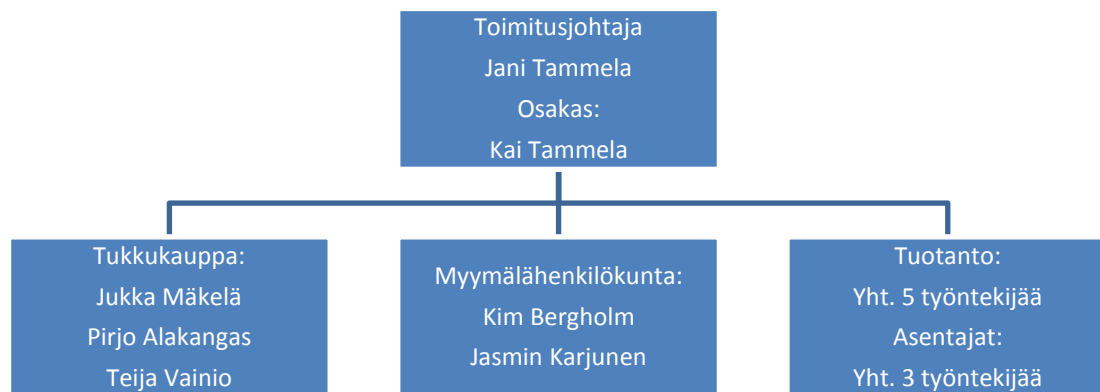 Toimitusjohtaja
Jani Tammela
Osakas:
Kai Tammela
Tukkukauppa:
Jukka Mäkelä
Pirjo Alakangas
Teija Vainio
Myymälähenkilökunta:
Kim Bergholm
Jasmin Karjunen
Tuotanto:
Yht. 5 työntekijää
Asentajat:
Yht. 3 työntekijää